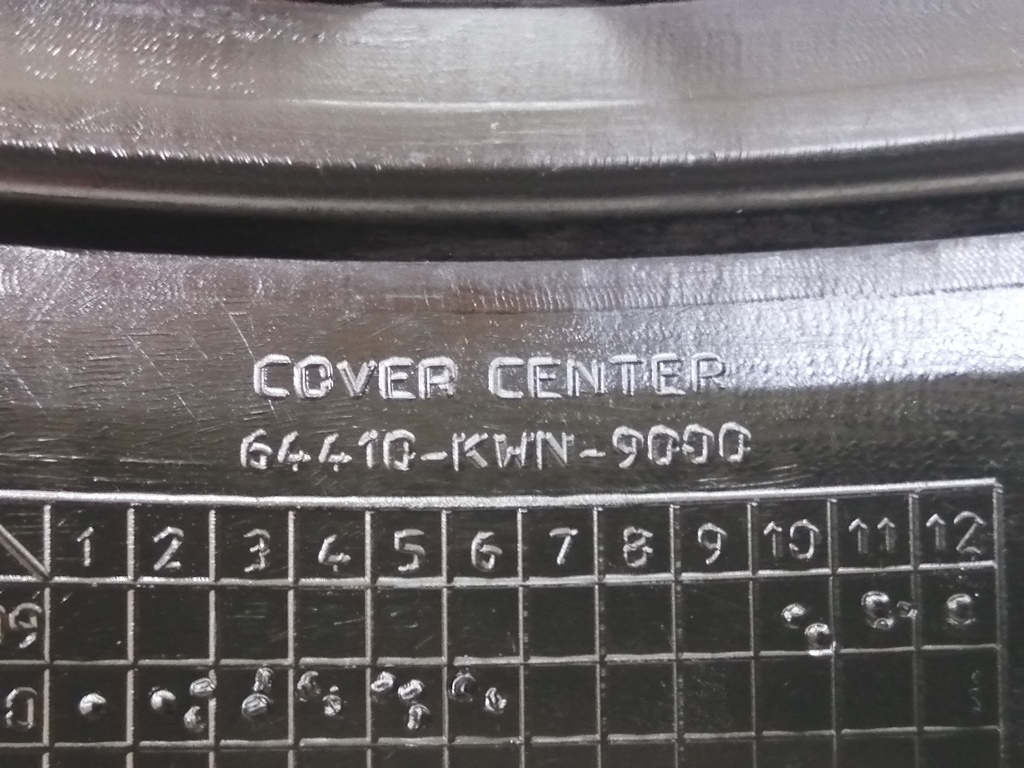 COVER CENTER
64410-KWN-9000
1 2 3 4 5 6 7 8 9 10 11 12